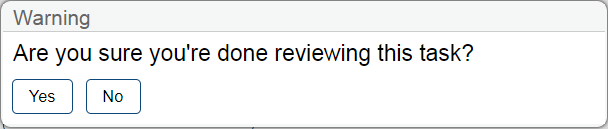 Warning
Are you sure you're done reviewing this task?
Yes No